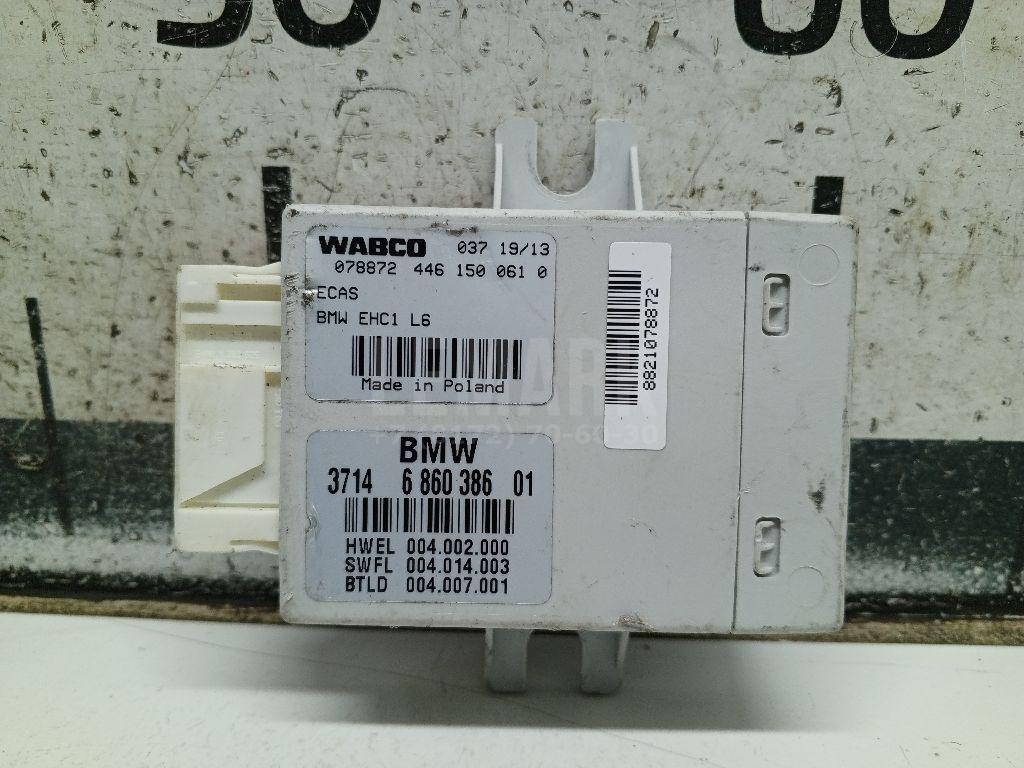 WABCO 037 19/13
078872 446 150 061 0
ECAS
BMW EHC1 L6
Made in Poland
8821078872
BMW
3714 6 860 386 01
HWEL 004.002.000
SWFL 004.014.003
BTLD 004.007.001